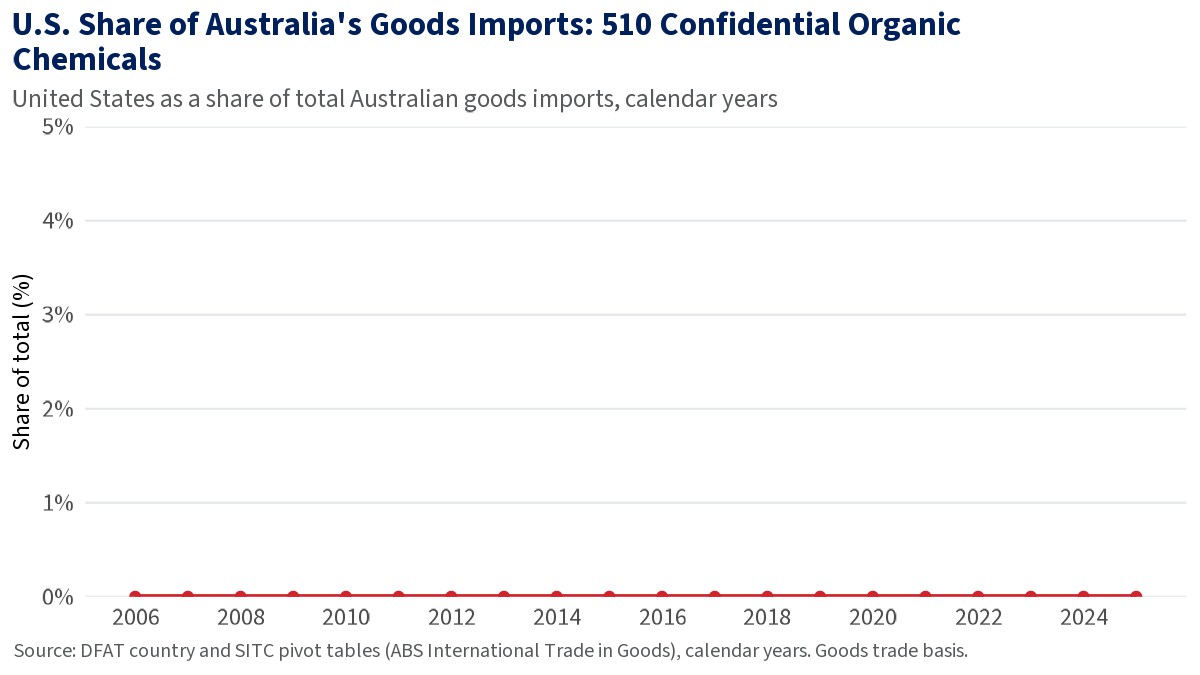 U.S. Share of Australia's Goods Imports: 510 Confidential Organic
Chemicals
United States as a share of total Australian goods imports, calendar years
5%
4%
3%
2%
1%
0%
Share of total (%)
2006 2008 2010 2012 2014 2016 2018 2020 2022 2024
Source: DFAT country and SITC pivot tables (ABS International Trade in Goods), calendar years. Goods trade basis.